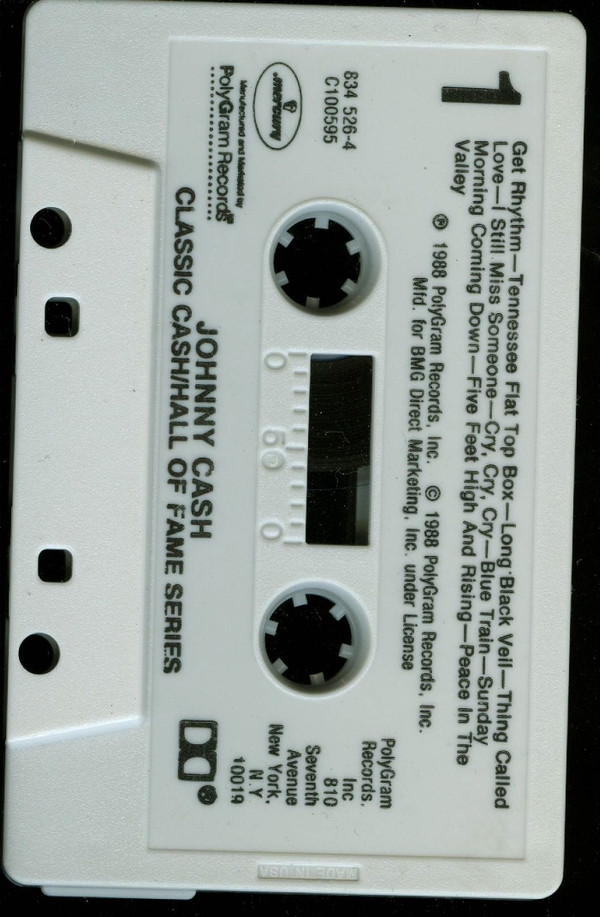 1
Get Rhythm—Tennessee Flat Top Box—Long Black Veil—Thing Called
Love—I Still Miss Someone—Cry, Cry, Cry—Blue Train—Sunday
Morning Coming Down—Five Feet High And Rising—Peace In The
Valley
℗ 1988 PolyGram Records, Inc. © 1988 PolyGram Records, Inc.
Mfd. for BMG Direct Marketing, Inc. under License
834 526-4
C100595
mercury
Manufactured and Marketed by
PolyGram Records
PolyGram
Records,
Inc
810
Seventh
Avenue
New York,
N.Y
10019
0 50 0
JOHNNY CASH
CLASSIC CASH/HALL OF FAME SERIES
MADE IN USA